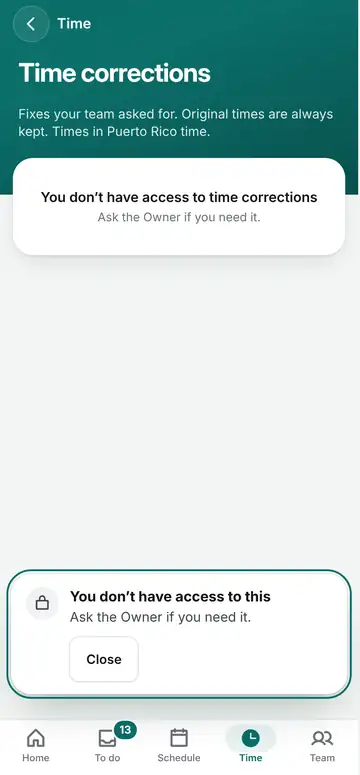 Time
Time corrections
Fixes your team asked for. Original times are always
kept. Times in Puerto Rico time.
You don’t have access to time corrections
Ask the Owner if you need it.
You don’t have access to this
Ask the Owner if you need it.
Close
13
Home
To do
Schedule
Time
Team